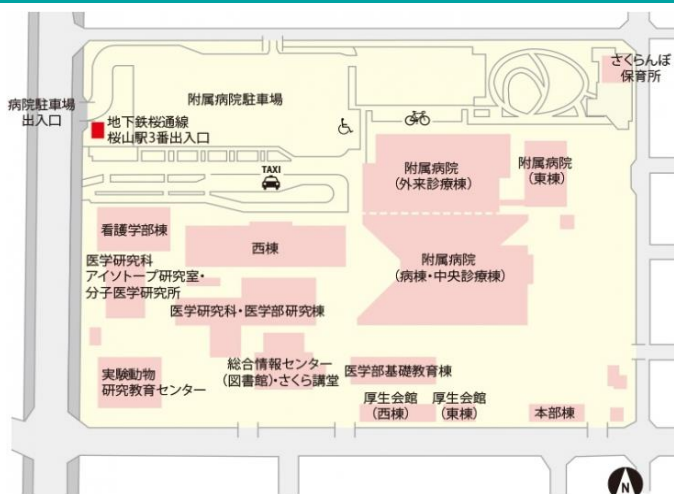 さくらんぼ
保育所
病院駐車場
出入口
附属病院駐車場
地下鉄桜通線
桜山駅3番出入口
TAXI
附属病院
(外来診療棟)
附属病院
(東棟)
看護学部棟
西棟
附属病院
(病棟・中央診療棟)
医学研究科
アイソトープ研究室・
分子医学研究所
医学研究科・医学部研究棟
実験動物
研究教育センター
総合情報センター
(図書館)・さくら講堂
医学部基礎教育棟
厚生会館
(西棟)
厚生会館
(東棟)
本部棟
N